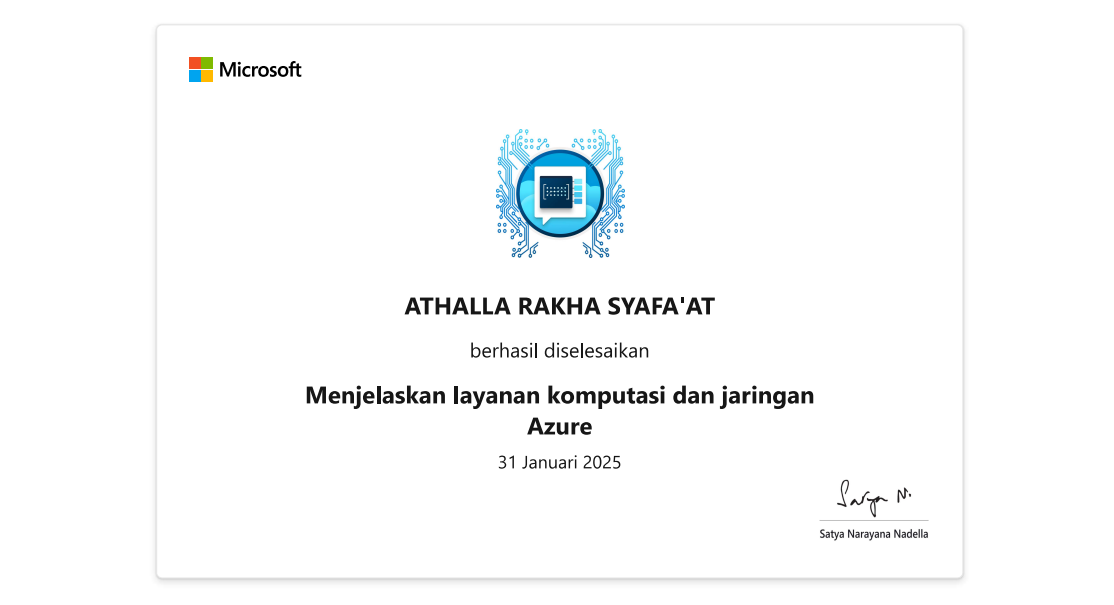 Microsoft
ATHALLA RAKHA SYAFA'AT
berhasil diselesaikan
Menjelaskan layanan komputasi dan jaringan
Azure
31 Januari 2025
Satya N.
Satya Narayana Nadella